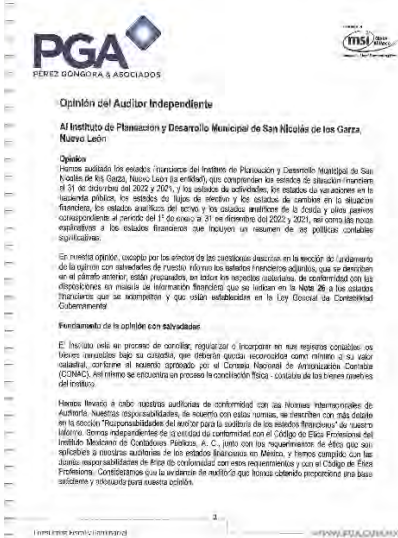 PGA
PÉREZ GÓNGORA & ASOCIADOS
msi
Opinión del Auditor Independiente
Al Instituto de Planeación y Desarrollo Municipal de San Nicolás de los Garza,
Nuevo León
Opinión
Hemos auditado los estados financieros del Instituto de Planeación y Desarrollo Municipal de San
Nicolás de los Garza, Nuevo León (la entidad), que comprenden los estados de situación financiera
al 31 de diciembre del 2022 y 2021, y los estados de actividades, los estados de variaciones en la
hacienda pública, los estados de flujos de efectivo y los estados de cambios en la situación
financiera, los estados analíticos del activo y los estados analíticos de la deuda y otros pasivos
correspondientes al periodo del 1° de enero al 31 de diciembre del 2022 y 2021, así como las notas
explicativas a los estados financieros que incluyen un resumen de las políticas contables
significativas.
En nuestra opinión, excepto por los efectos de las cuestiones descritas en la sección de fundamento
de la opinión con salvedades de nuestro informe los estados financieros adjuntos, que se describen
en el párrafo anterior, están preparados, en todos los aspectos materiales, de conformidad con las
disposiciones en materia de información financiera que se indican en la Nota 26 a los estados
financieros que se acompañan y que están establecidas en la Ley General de Contabilidad
Gubernamental.
Fundamento de la opinión con salvedades
El Instituto está en proceso de conciliar, regularizar o incorporar en sus registros contables los
bienes inmuebles bajo su custodia, que deberán quedar reconocidos como mínimo a su valor
catastral, conforme al acuerdo aprobado por el Consejo Nacional de Armonización Contable
(CONAC). Así mismo se encuentra en proceso la conciliación física - contable de los bienes muebles
del instituto.
Hemos llevado a cabo nuestras auditorías de conformidad con las Normas Internacionales de
Auditoría. Nuestras responsabilidades, de acuerdo con estas normas, se describen con más detalle
en la sección "Responsabilidades del auditor para la auditoría de los estados financieros" de nuestro
informe. Somos independientes de la entidad de conformidad con el Código de Ética Profesional del
Instituto Mexicano de Contadores Públicos, A. C., junto con los requerimientos de ética que son
aplicables a nuestras auditorías de los estados financieros en México, y hemos cumplido con las
demás responsabilidades de ética de conformidad con esos requerimientos y con el Código de Ética
Profesional. Consideramos que la evidencia de auditoría que hemos obtenido proporciona una base
suficiente y adecuada para nuestra opinión.
2
www.PGA.COM.MX